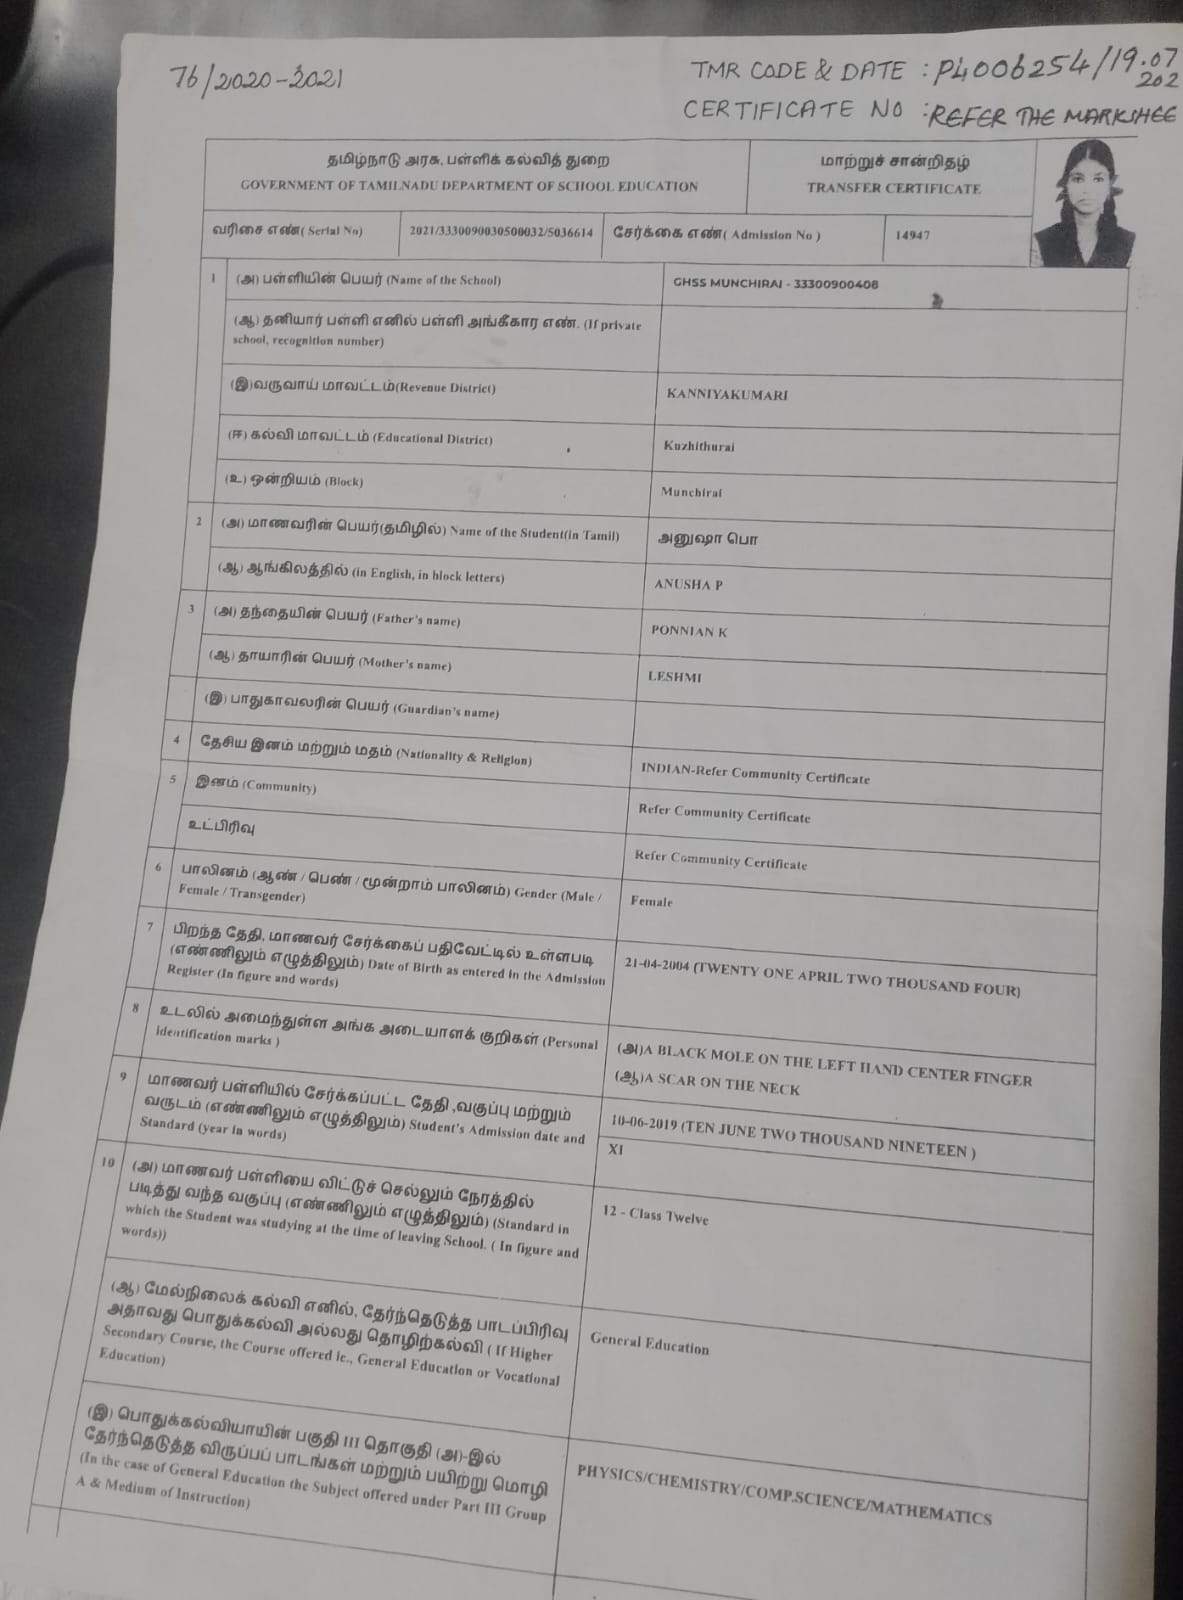 76/2020-2021
TMR CODE & DATE : P4006254/19.07
202
CERTIFICATE NO : REFER THE MARKSHEE
தமிழ்நாடு அரசு, பள்ளிக் கல்வித் துறை
GOVERNMENT OF TAMILNADU DEPARTMENT OF SCHOOL EDUCATION
மாற்றுச் சான்றிதழ்
TRANSFER CERTIFICATE
வரிசை எண்( Serial No)
2021/3330090030500032/5036614
சேர்க்கை எண்( Admission No )
14947
1
(அ) பள்ளியின் பெயர் (Name of the School)
GHSS MUNCHIRAI - 33300900408
(ஆ) தனியார் பள்ளி எனில் பள்ளி அங்கீகார எண். (If private
school, recognition number)
(இ)வருவாய் மாவட்டம்(Revenue District)
KANNIYAKUMARI
(ஈ) கல்வி மாவட்டம் (Educational District)
Kuzhithurai
(உ) ஒன்றியம் (Block)
Munchirai
2
(அ) மாணவரின் பெயர்(தமிழில்) Name of the Student(in Tamil)
அனுஷா பொ
(ஆ) ஆங்கிலத்தில் (in English, in block letters)
ANUSHA P
3
(அ) தந்தையின் பெயர் (Father's name)
PONNIAN K
(ஆ) தாயாரின் பெயர் (Mother's name)
LESHMI
(இ) பாதுகாவலரின் பெயர் (Guardian's name)
4
தேசிய இனம் மற்றும் மதம் (Nationality & Religion)
INDIAN-Refer Community Certificate
5
இனம் (Community)
Refer Community Certificate
உட்பிரிவு
Refer Community Certificate
6
பாலினம் (ஆண் / பெண் / மூன்றாம் பாலினம்) Gender (Male /
Female / Transgender)
Female
7
பிறந்த தேதி, மாணவர் சேர்க்கைப் பதிவேட்டில் உள்ளபடி
(எண்ணிலும் எழுத்திலும்) Date of Birth as entered in the Admission
Register (In figure and words)
21-04-2004 (TWENTY ONE APRIL TWO THOUSAND FOUR)
8
உடலில் அமைந்துள்ள அங்க அடையாளக் குறிகள் (Personal
identification marks )
(அ)A BLACK MOLE ON THE LEFT HAND CENTER FINGER
(ஆ)A SCAR ON THE NECK
9
மாணவர் பள்ளியில் சேர்க்கப்பட்ட தேதி ,வகுப்பு மற்றும்
வருடம் (எண்ணிலும் எழுத்திலும்) Student's Admission date and
Standard (year in words)
10-06-2019 (TEN JUNE TWO THOUSAND NINETEEN )
XI
10
(அ) மாணவர் பள்ளியை விட்டுச் செல்லும் நேரத்தில்
படித்து வந்த வகுப்பு (எண்ணிலும் எழுத்திலும்) (Standard in
which the Student was studying at the time of leaving School. ( In figure and
words))
12 - Class Twelve
(ஆ) மேல்நிலைக் கல்வி எனில், தேர்ந்தெடுத்த பாடப்பிரிவு
அதாவது பொதுக்கல்வி அல்லது தொழிற்கல்வி ( If Higher
Secondary Course, the Course offered ie., General Education or Vocational
Education)
General Education
(இ) பொதுக்கல்வியாயின் பகுதி III தொகுதி (அ)-இல்
தேர்ந்தெடுத்த விருப்பப் பாடங்கள் மற்றும் பயிற்று மொழி
(In the case of General Education the Subject offered under Part III Group
A & Medium of Instruction)
PHYSICS/CHEMISTRY/COMP.SCIENCE/MATHEMATICS